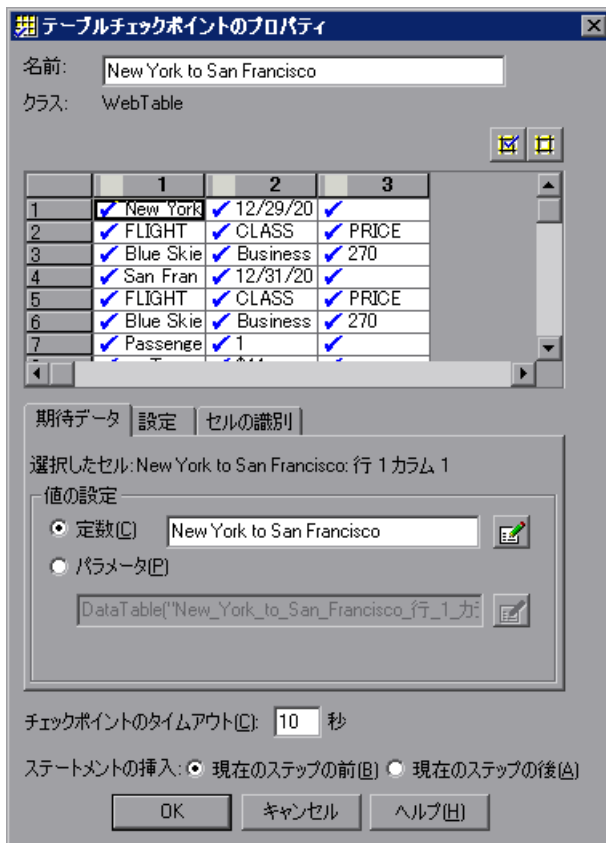 テーブルチェックポイントのプロパティ
名前: New York to San Francisco
クラス: WebTable
1 2 3
1 New York 12/29/20
2 FLIGHT CLASS PRICE
3 Blue Skie Business 270
4 San Fran 12/31/20
5 FLIGHT CLASS PRICE
6 Blue Skie Business 270
7 Passenge 1
期待データ 設定 セルの識別
選択したセル: New York to San Francisco: 行 1 カラム 1
値の設定
定数(C) New York to San Francisco
パラメータ(P)
DataTable("New_York_to_San_Francisco_行_1_カラ
チェックポイントのタイムアウト(C): 10 秒
ステートメントの挿入: 現在のステップの前(B) 現在のステップの後(A)
OK キャンセル ヘルプ(H)